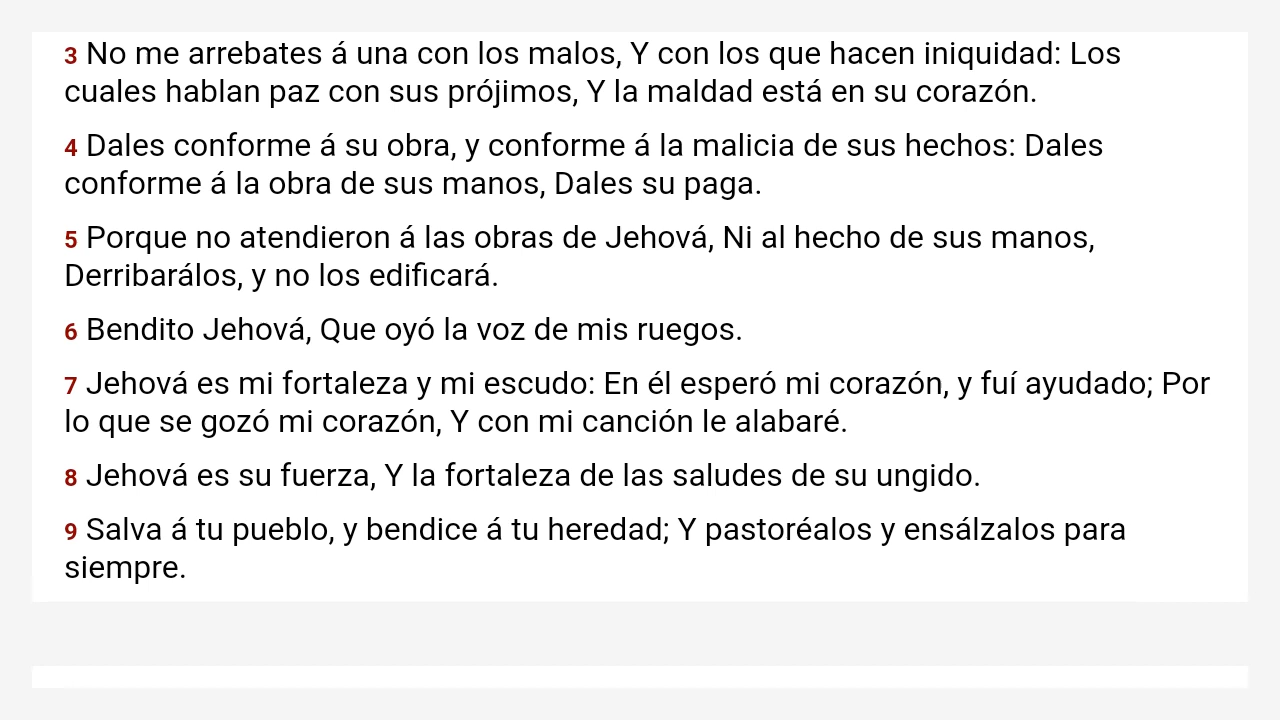 3 No me arrebates á una con los malos, Y con los que hacen iniquidad: Los
cuales hablan paz con sus prójimos, Y la maldad está en su corazón.
4 Dales conforme á su obra, y conforme á la malicia de sus hechos: Dales
conforme á la obra de sus manos, Dales su paga.
5 Porque no atendieron á las obras de Jehová, Ni al hecho de sus manos,
Derribarálos, y no los edificará.
6 Bendito Jehová, Que oyó la voz de mis ruegos.
7 Jehová es mi fortaleza y mi escudo: En él esperó mi corazón, y fuí ayudado; Por
lo que se gozó mi corazón, Y con mi canción le alabaré.
8 Jehová es su fuerza, Y la fortaleza de las saludes de su ungido.
9 Salva á tu pueblo, y bendice á tu heredad; Y pastoréalos y ensálzalos para
siempre.